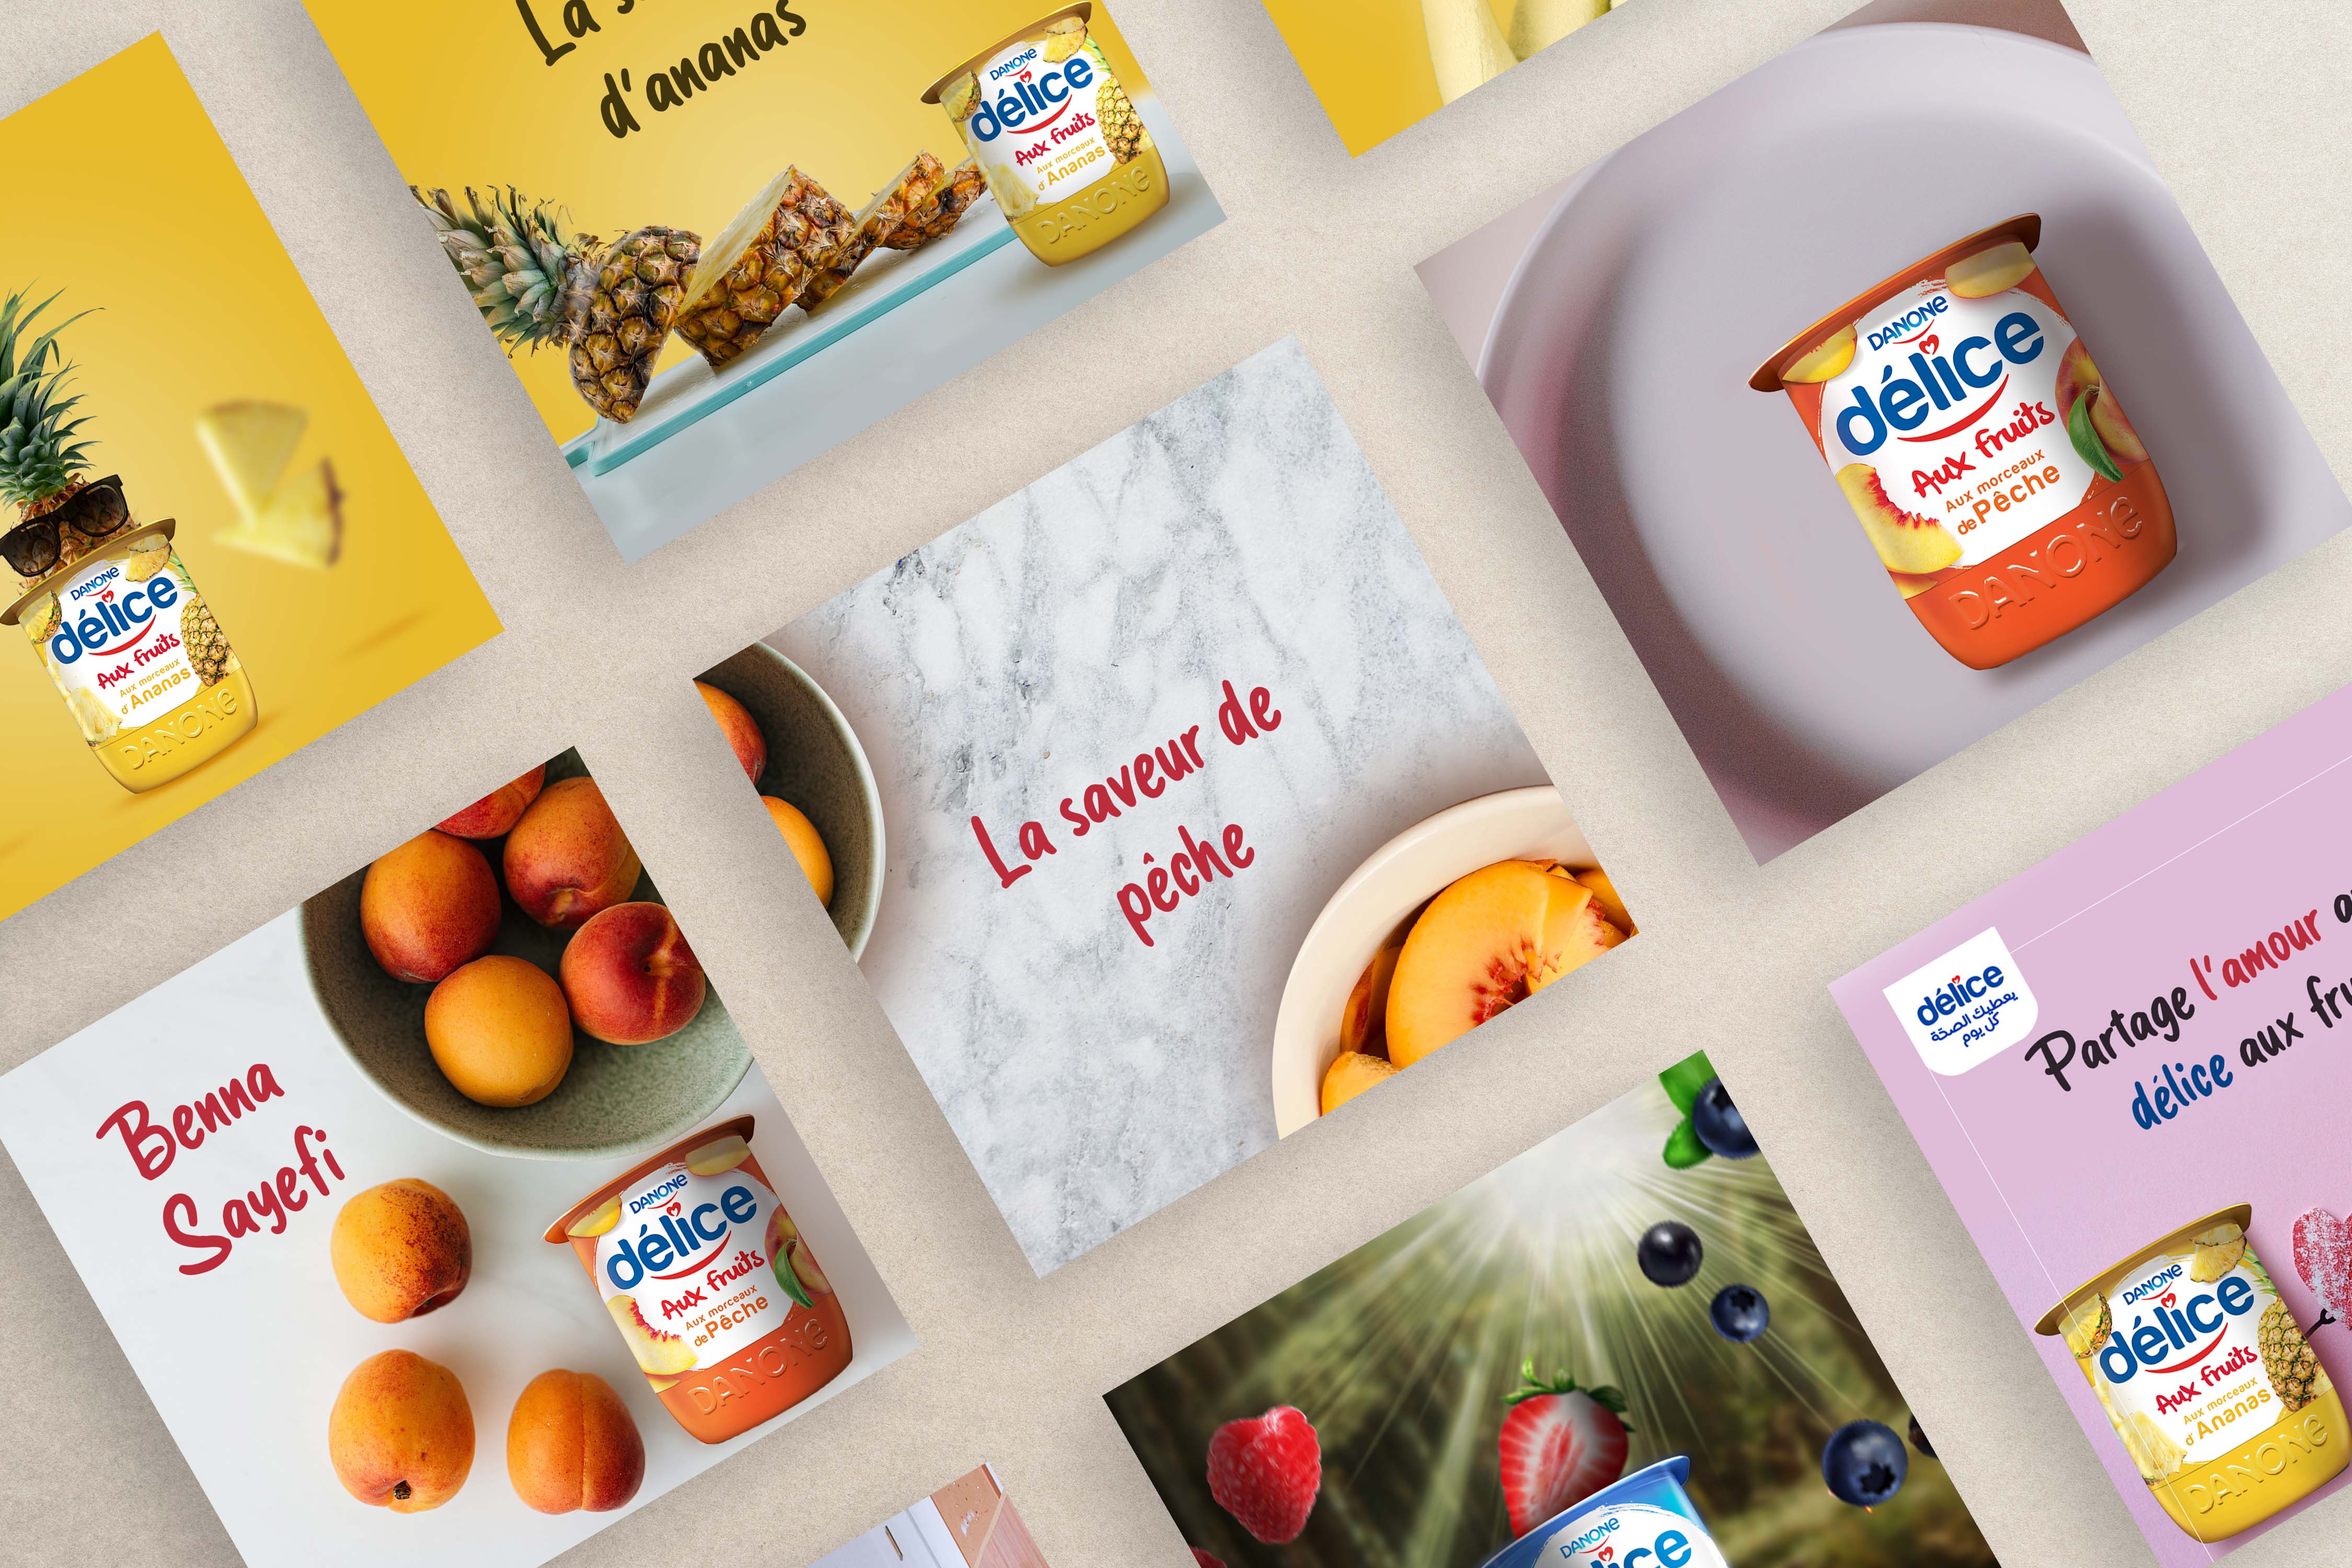 La
d'ananas
DANONE
délice
Aux fruits
Aux morceaux
d'Ananas
DANONE
DANONE
délice
Aux fruits
Aux morceaux
de Pêche
DANONE
DANONE
délice
Aux fruits
Aux morceaux
d'Ananas
DANONE
La saveur de
pêche
Benna
Sayefi
DANONE
délice
Aux fruits
Aux morceaux
de Pêche
DANONE
délice
يعطيك الصحّة
كل يوم
Partage l'amour
délice aux
DANONE
délice
Aux fruits
Aux morceaux
d'Ananas
DANONE
DANONE